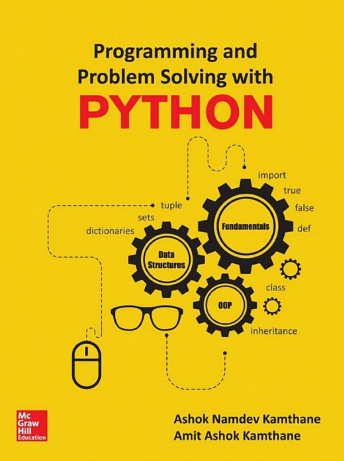 Programming and
Problem Solving with
PYTHON
import
true
tuple
false
sets
Fundamentals
def
dictionaries
Data
Structures
class
OOP
inheritance
Mc
Graw
Hill
Education
Ashok Namdev Kamthane
Amit Ashok Kamthane